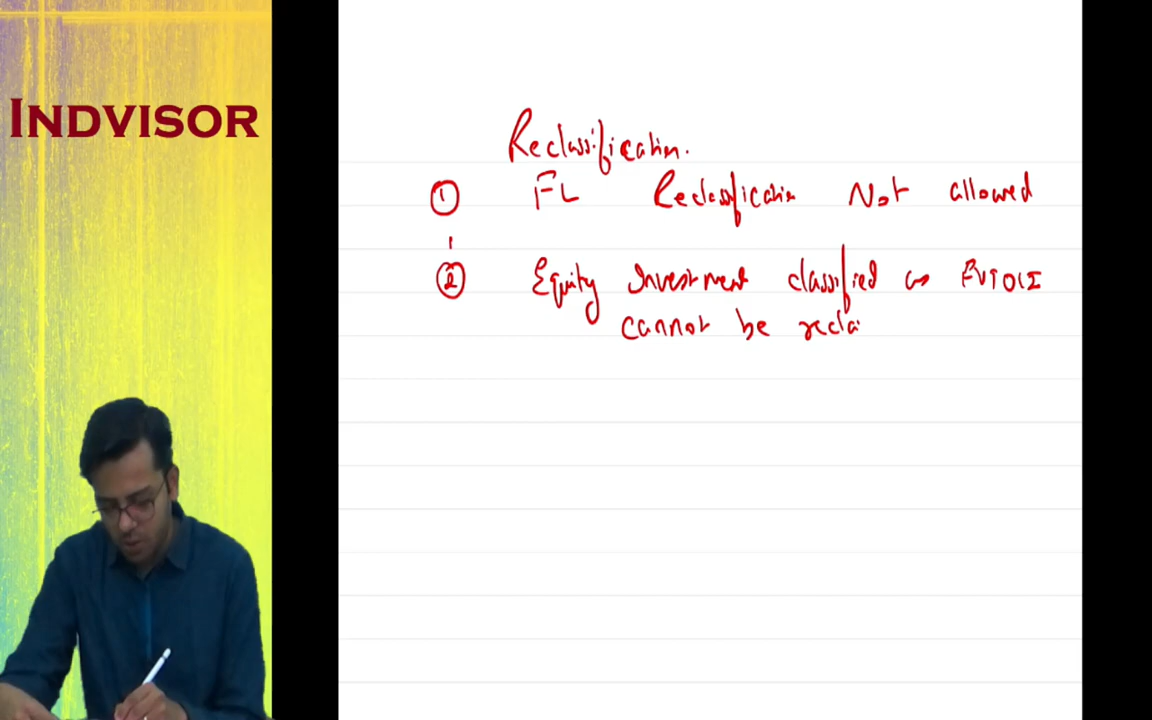 INDVISOR
Reclassification.
① FL Reclassification Not allowed
② Equity Investment classified as FVTOCI
cannot be recla